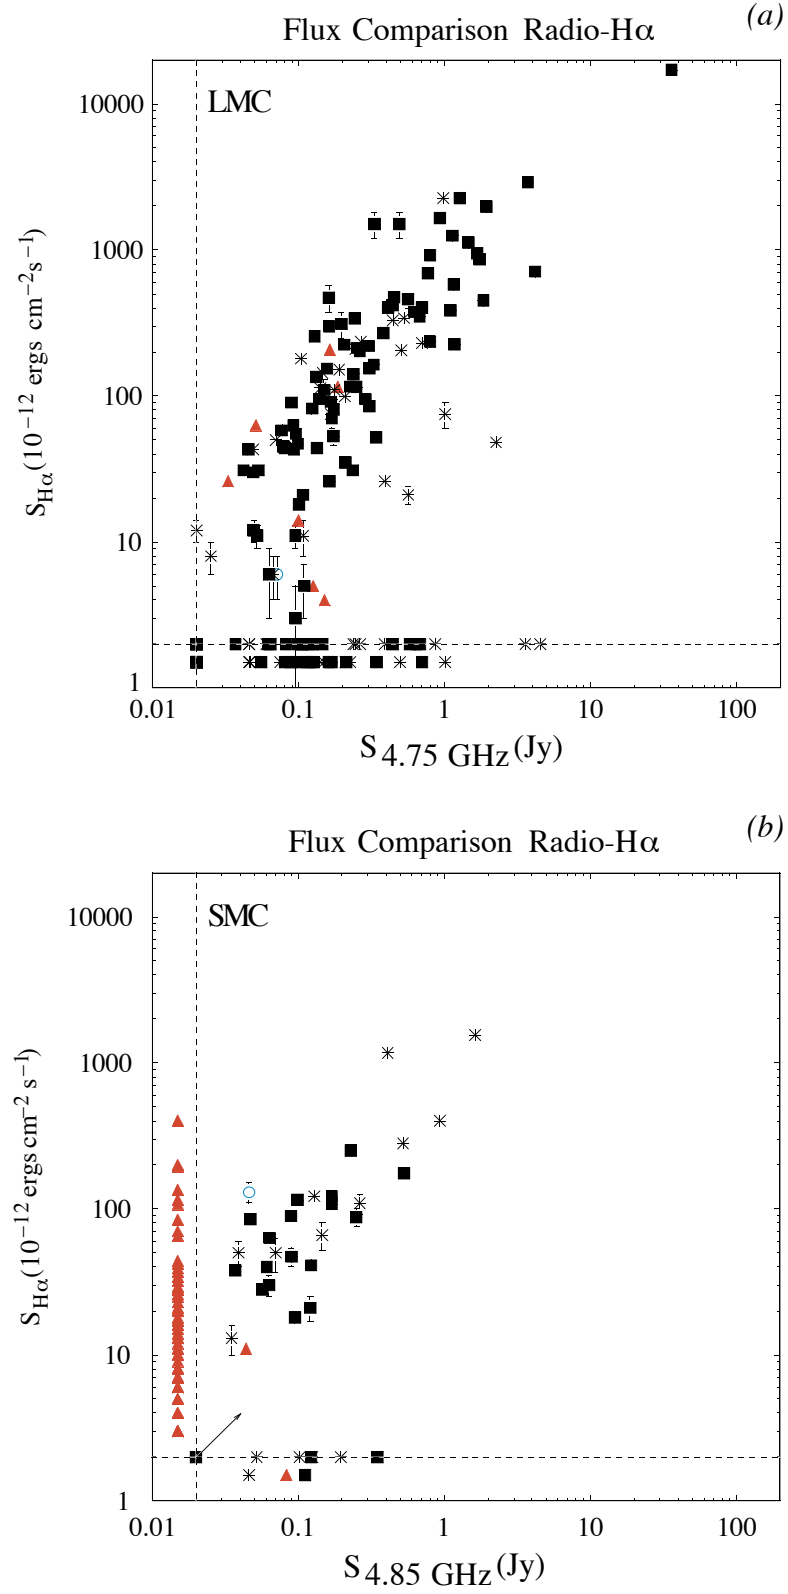 (a)
Flux Comparison Radio-Hα
LMC
10000
1000
100
10
1
S_Hα(10⁻¹² ergs cm⁻²s⁻¹)
0.01 0.1 1 10 100
S 4.75 GHz (Jy)
(b)
Flux Comparison Radio-Hα
SMC
10000
1000
100
10
1
S_Hα(10⁻¹² ergs cm⁻² s⁻¹)
0.01 0.1 1 10 100
S 4.85 GHz (Jy)